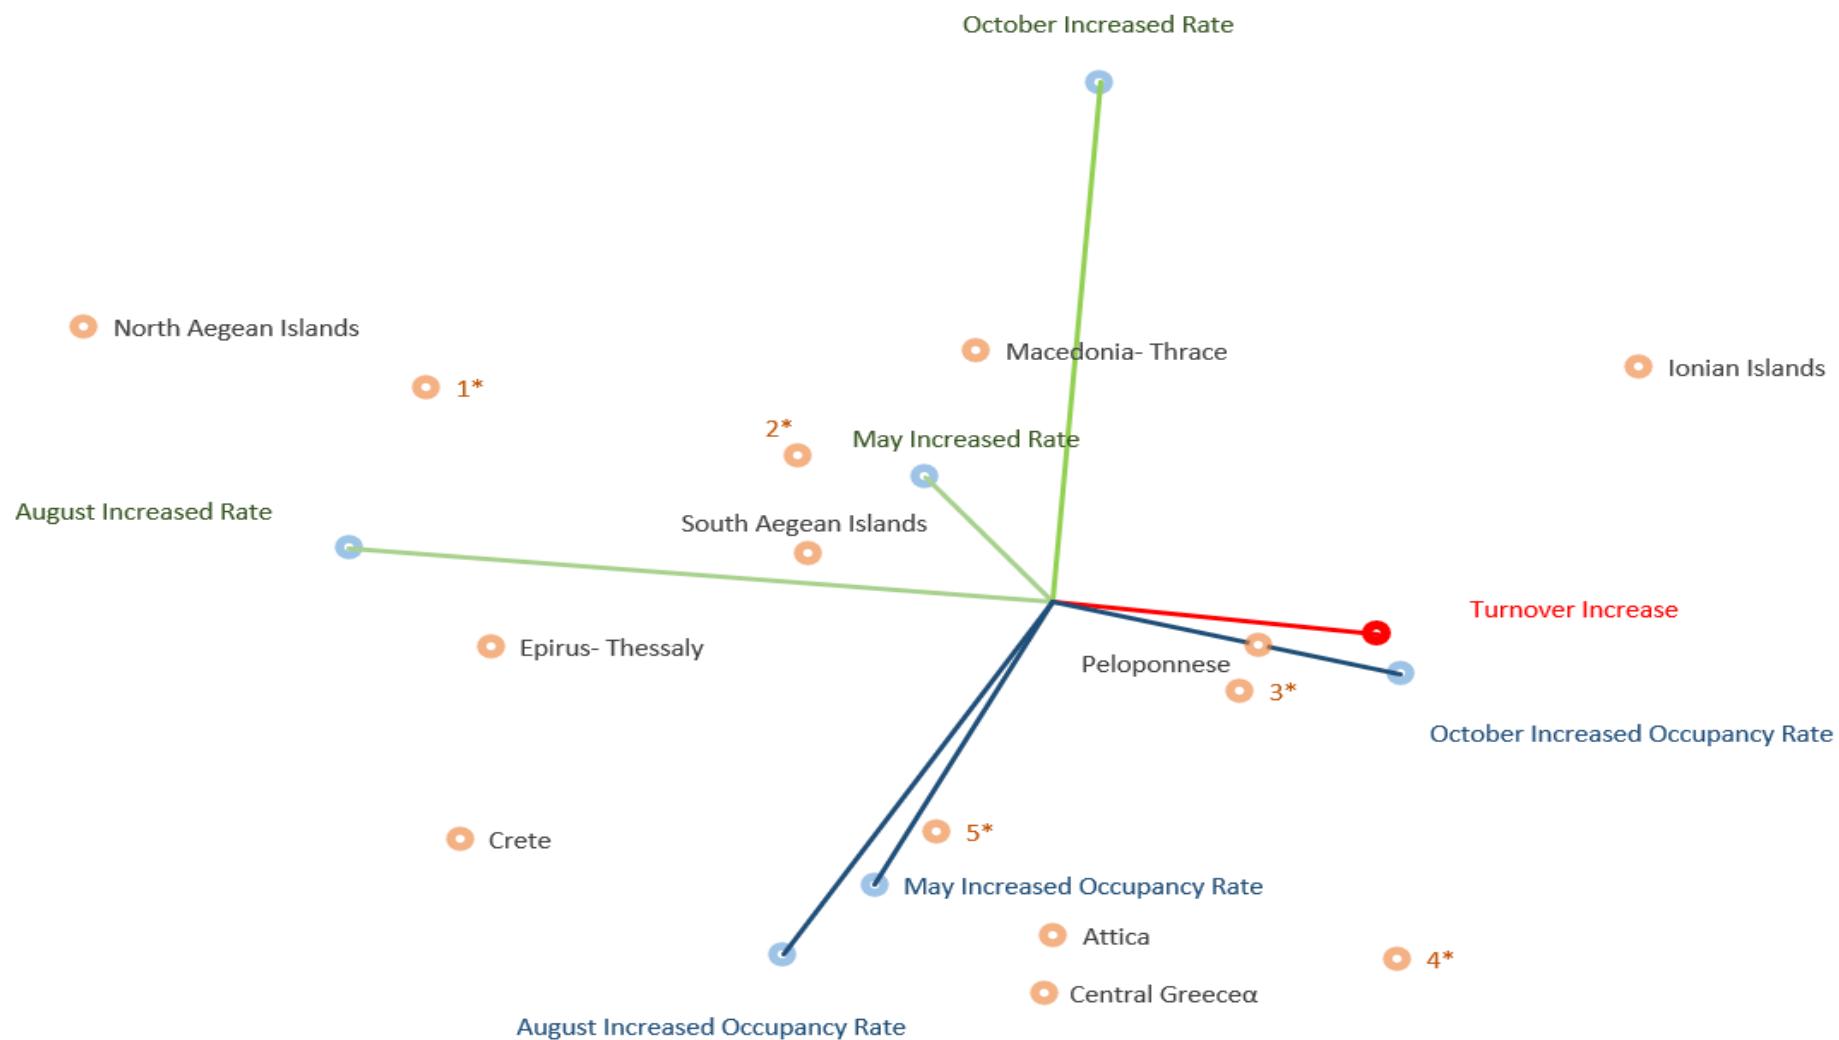 October Increased Rate
North Aegean Islands
Macedonia- Thrace
Ionian Islands
1*
2*
May Increased Rate
August Increased Rate
South Aegean Islands
Turnover Increase
Epirus- Thessaly
Peloponnese
3*
October Increased Occupancy Rate
5*
Crete
May Increased Occupancy Rate
Attica
4*
Central Greeceα
August Increased Occupancy Rate